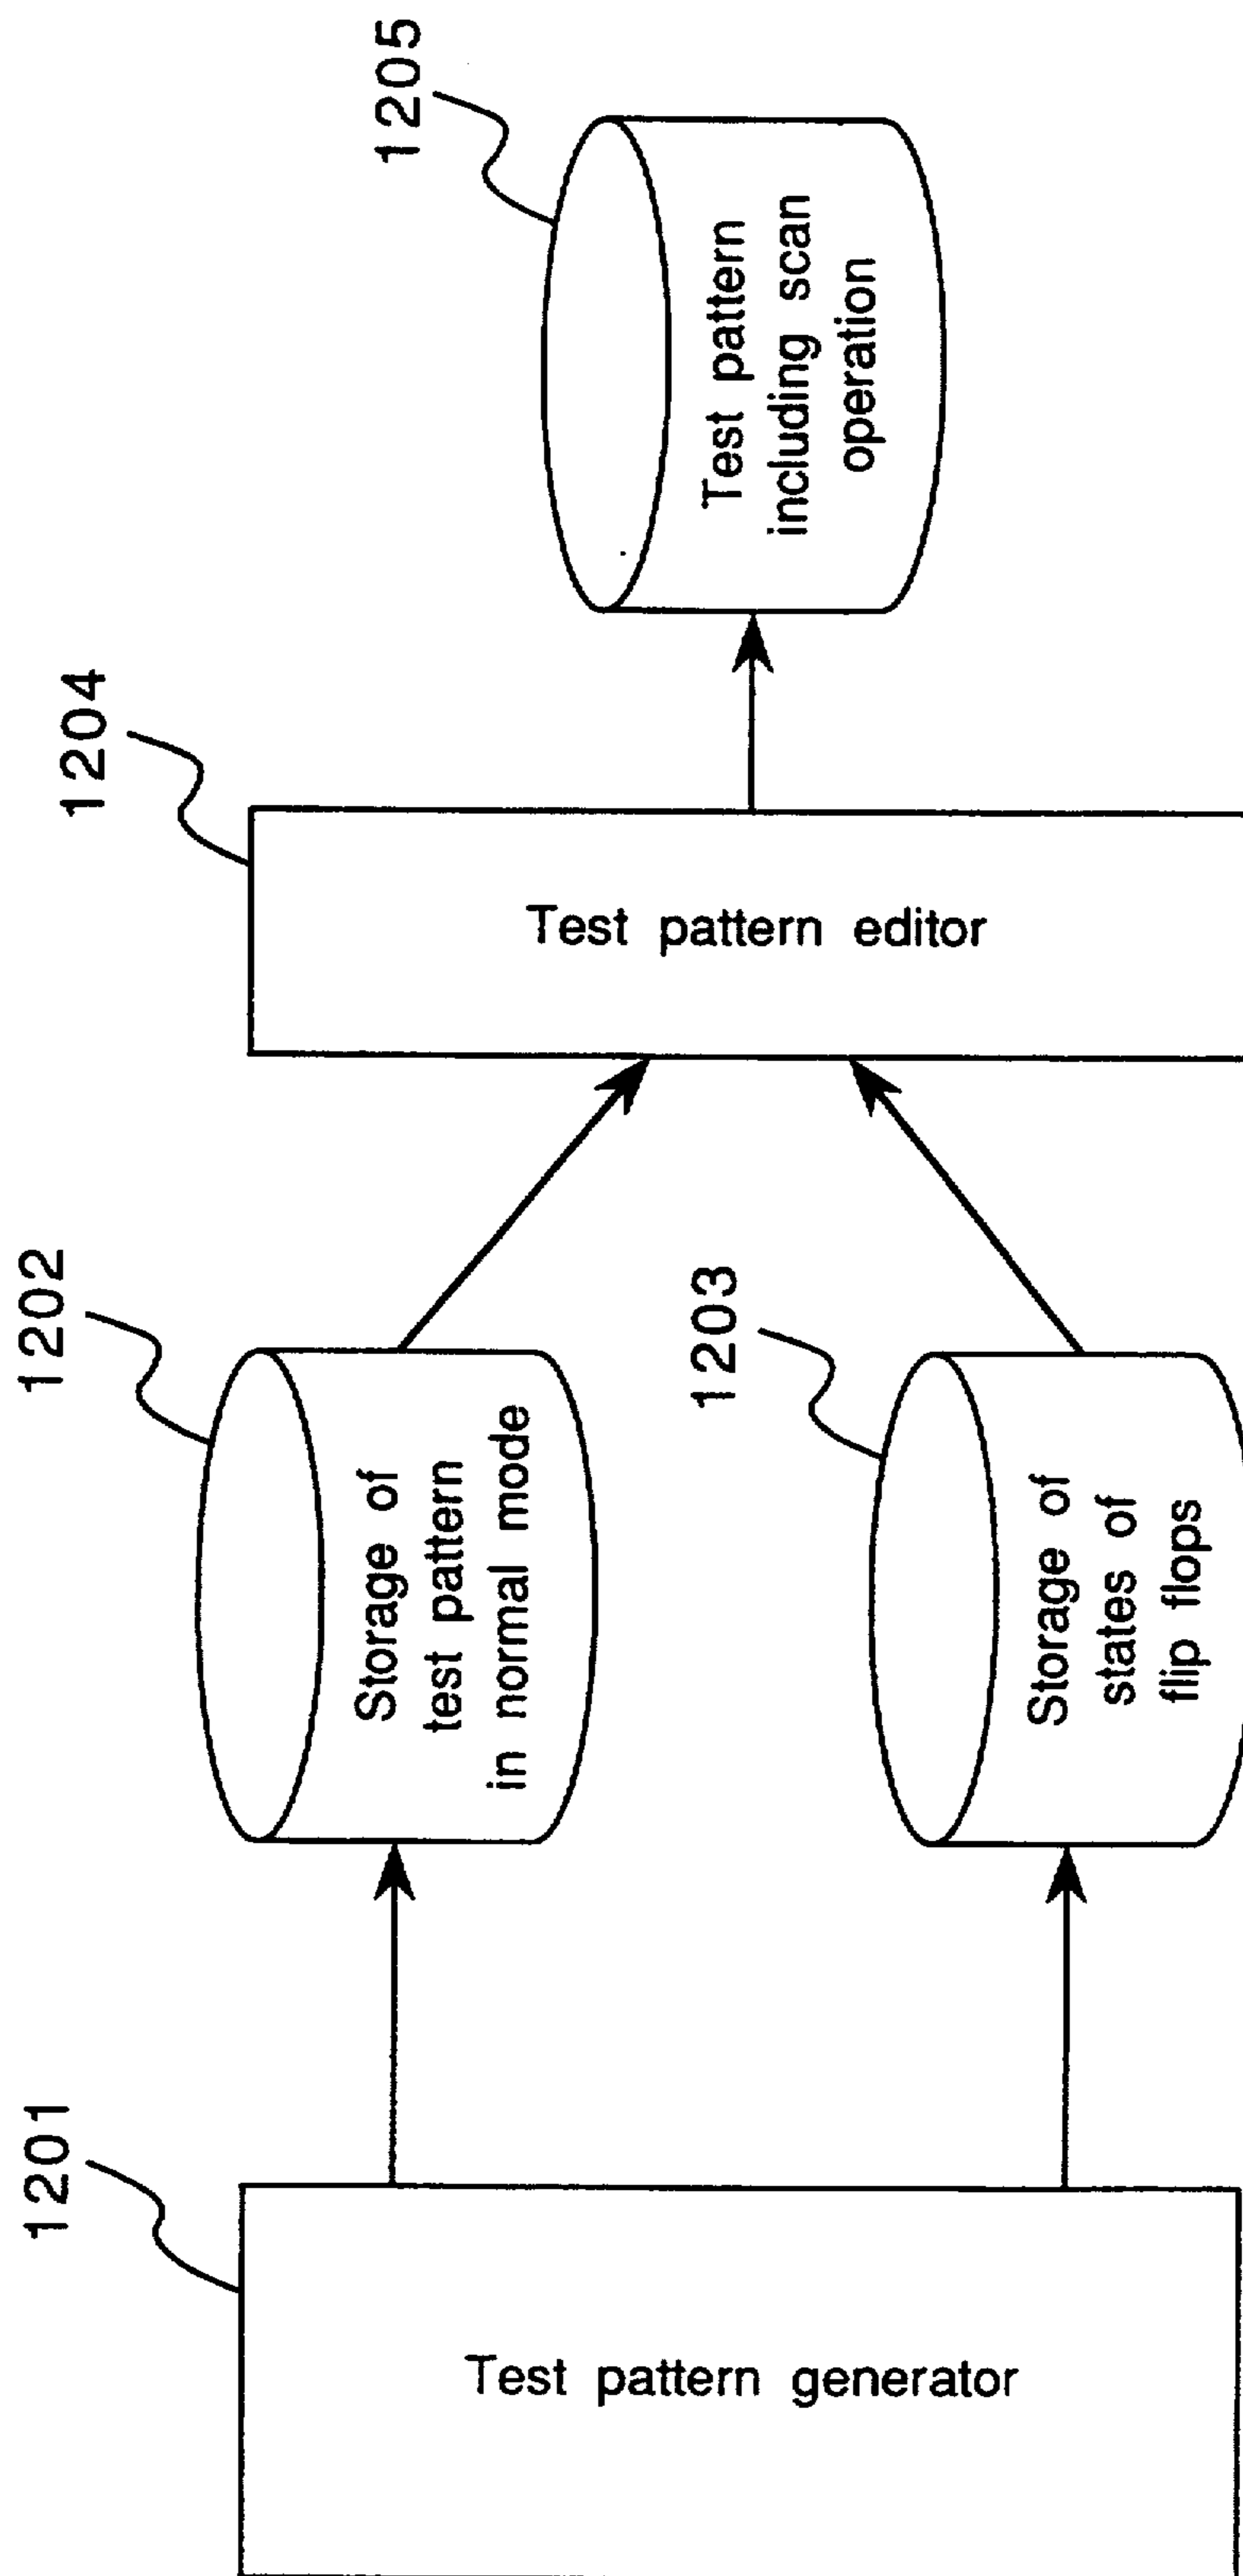 1201
Test pattern generator
1202
Storage of
test pattern
in normal mode
1203
Storage of
states of
flip flops
1204
Test pattern editor
1205
Test pattern
including scan
operation